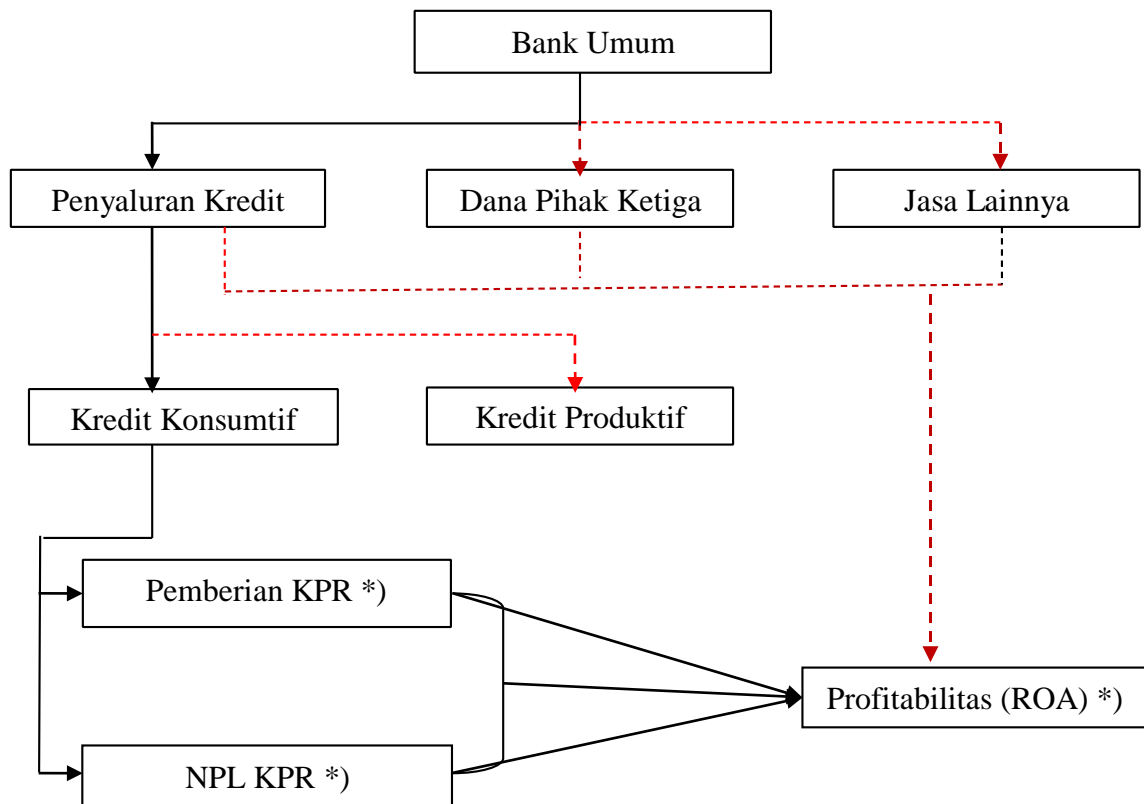 Bank Umum
Penyaluran Kredit
Dana Pihak Ketiga
Jasa Lainnya
Kredit Konsumtif
Kredit Produktif
Pemberian KPR *)
Profitabilitas (ROA) *)
NPL KPR *)